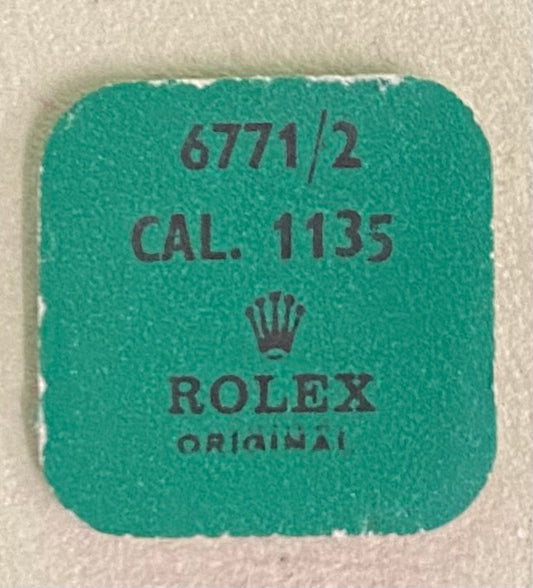 6771/2
CAL. 1135
ROLEX
ORIGINAL